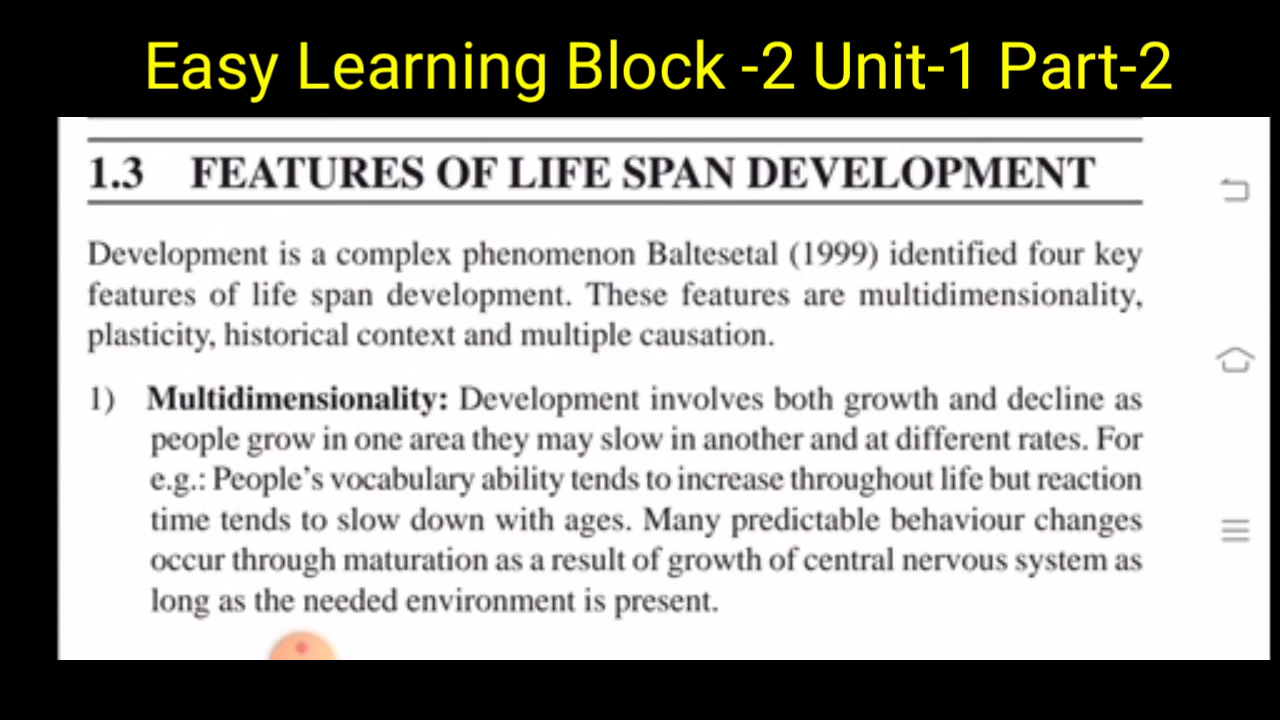 Easy Learning Block -2 Unit-1 Part-2
1.3 FEATURES OF LIFE SPAN DEVELOPMENT
Development is a complex phenomenon Baltesetal (1999) identified four key
features of life span development. These features are multidimensionality,
plasticity, historical context and multiple causation.
1) Multidimensionality: Development involves both growth and decline as
people grow in one area they may slow in another and at different rates. For
e.g.: People's vocabulary ability tends to increase throughout life but reaction
time tends to slow down with ages. Many predictable behaviour changes
occur through maturation as a result of growth of central nervous system as
long as the needed environment is present.